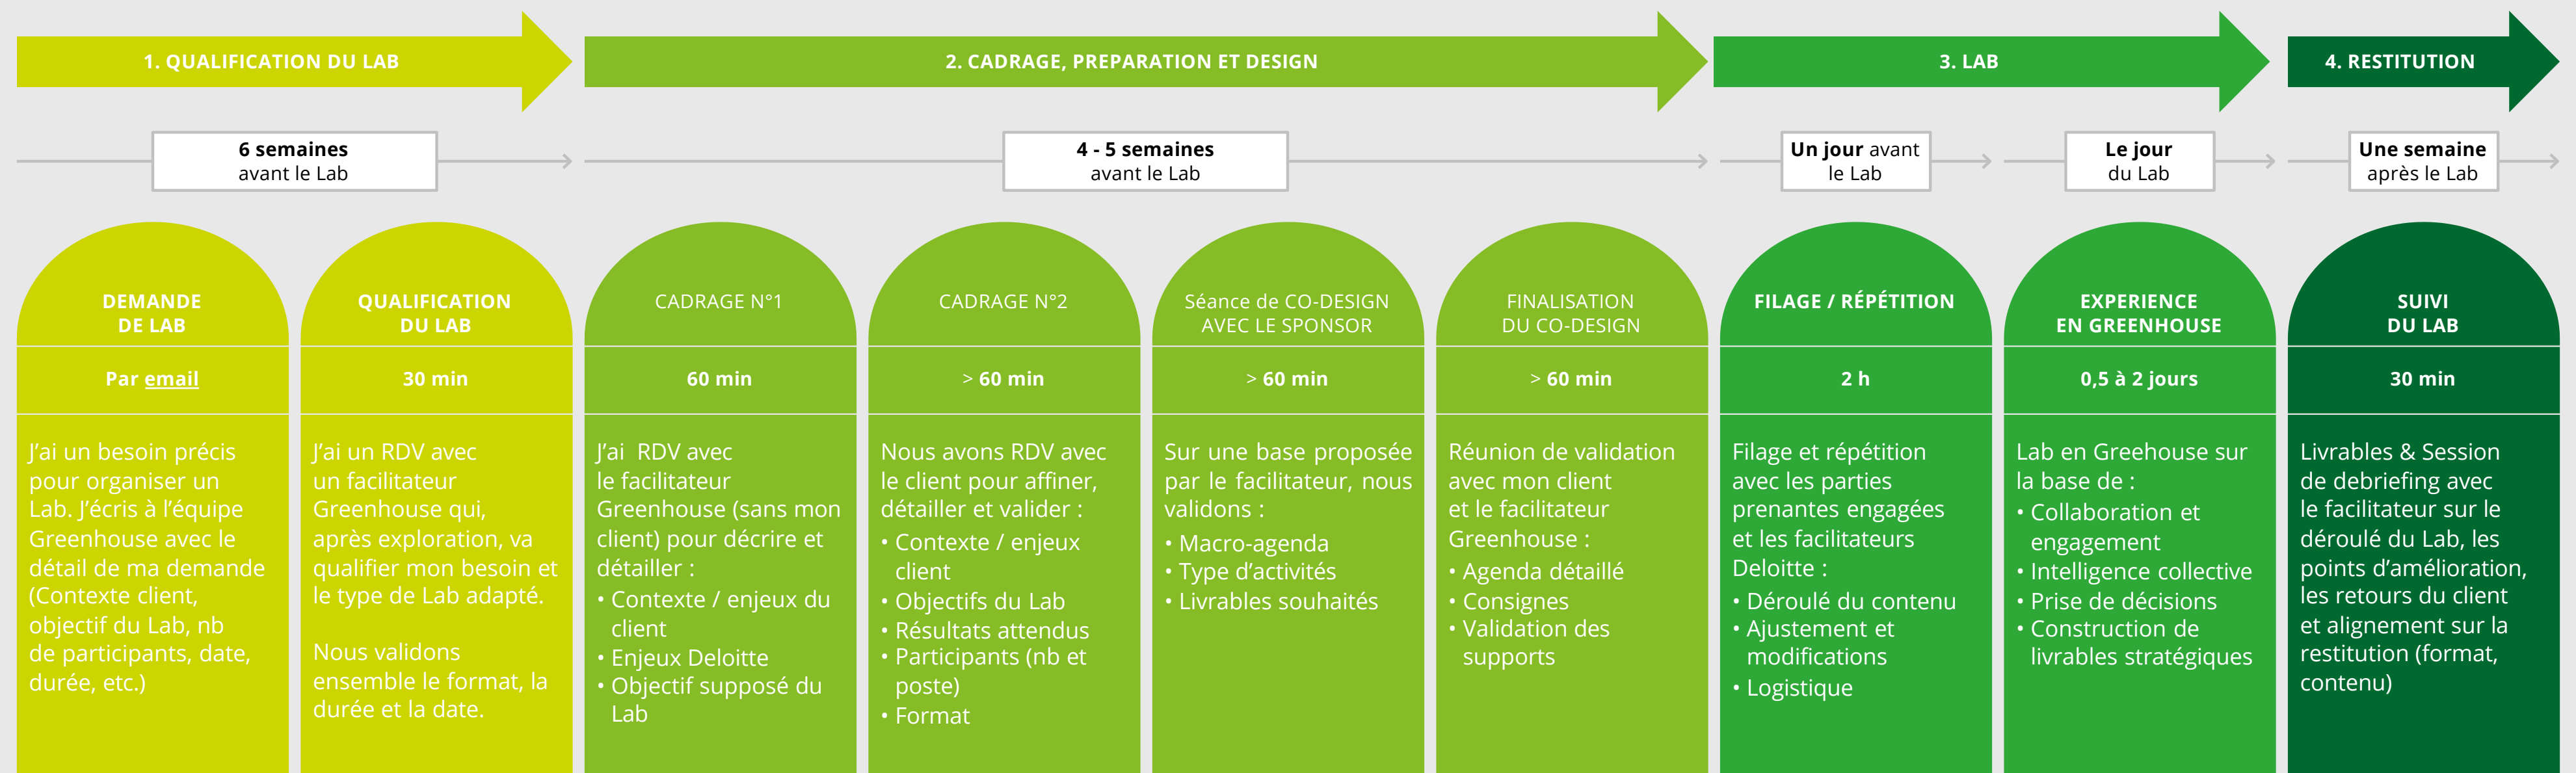 1. QUALIFICATION DU LAB
2. CADRAGE, PREPARATION ET DESIGN
3. LAB
4. RESTITUTION
6 semaines
avant le Lab
4 - 5 semaines
avant le Lab
Un jour avant
le Lab
Le jour
du Lab
Une semaine
après le Lab
DEMANDE
DE LAB
Par email
J’ai un besoin précis
pour organiser un
Lab. J’écris à l’équipe
Greenhouse avec le
détail de ma demande
(Contexte client,
objectif du Lab, nb
de participants, date,
durée, etc.)
QUALIFICATION
DU LAB
30 min
J’ai un RDV avec
un facilitateur
Greenhouse qui,
après exploration, va
qualifier mon besoin et
le type de Lab adapté.
Nous validons
ensemble le format, la
durée et la date.
CADRAGE N°1
60 min
J’ai  RDV avec
le facilitateur
Greenhouse (sans mon
client) pour décrire et
détailler :
• Contexte / enjeux du
client
• Enjeux Deloitte
• Objectif supposé du
Lab
CADRAGE N°2
> 60 min
Nous avons RDV avec
le client pour affiner,
détailler et valider :
• Contexte / enjeux
client
• Objectifs du Lab
• Résultats attendus
• Participants (nb et
poste)
• Format
Séance de CO-DESIGN
AVEC LE SPONSOR
> 60 min
Sur une base proposée
par le facilitateur, nous
validons :
• Macro-agenda
• Type d’activités
• Livrables souhaités
FINALISATION
DU CO-DESIGN
> 60 min
Réunion de validation
avec mon client
et le facilitateur
Greenhouse :
• Agenda détaillé
• Consignes
• Validation des
supports
FILAGE / RÉPÉTITION
2 h
Filage et répétition
avec les parties
prenantes engagées
et les facilitateurs
Deloitte :
• Déroulé du contenu
• Ajustement et
modifications
• Logistique
EXPERIENCE
EN GREENHOUSE
0,5 à 2 jours
Lab en Greehouse sur
la base de :
• Collaboration et
engagement
• Intelligence collective
• Prise de décisions
• Construction de
livrables stratégiques
SUIVI
DU LAB
30 min
Livrables & Session
de debriefing avec
le facilitateur sur le
déroulé du Lab, les
points d’amélioration,
les retours du client
et alignement sur la
restitution (format,
contenu)